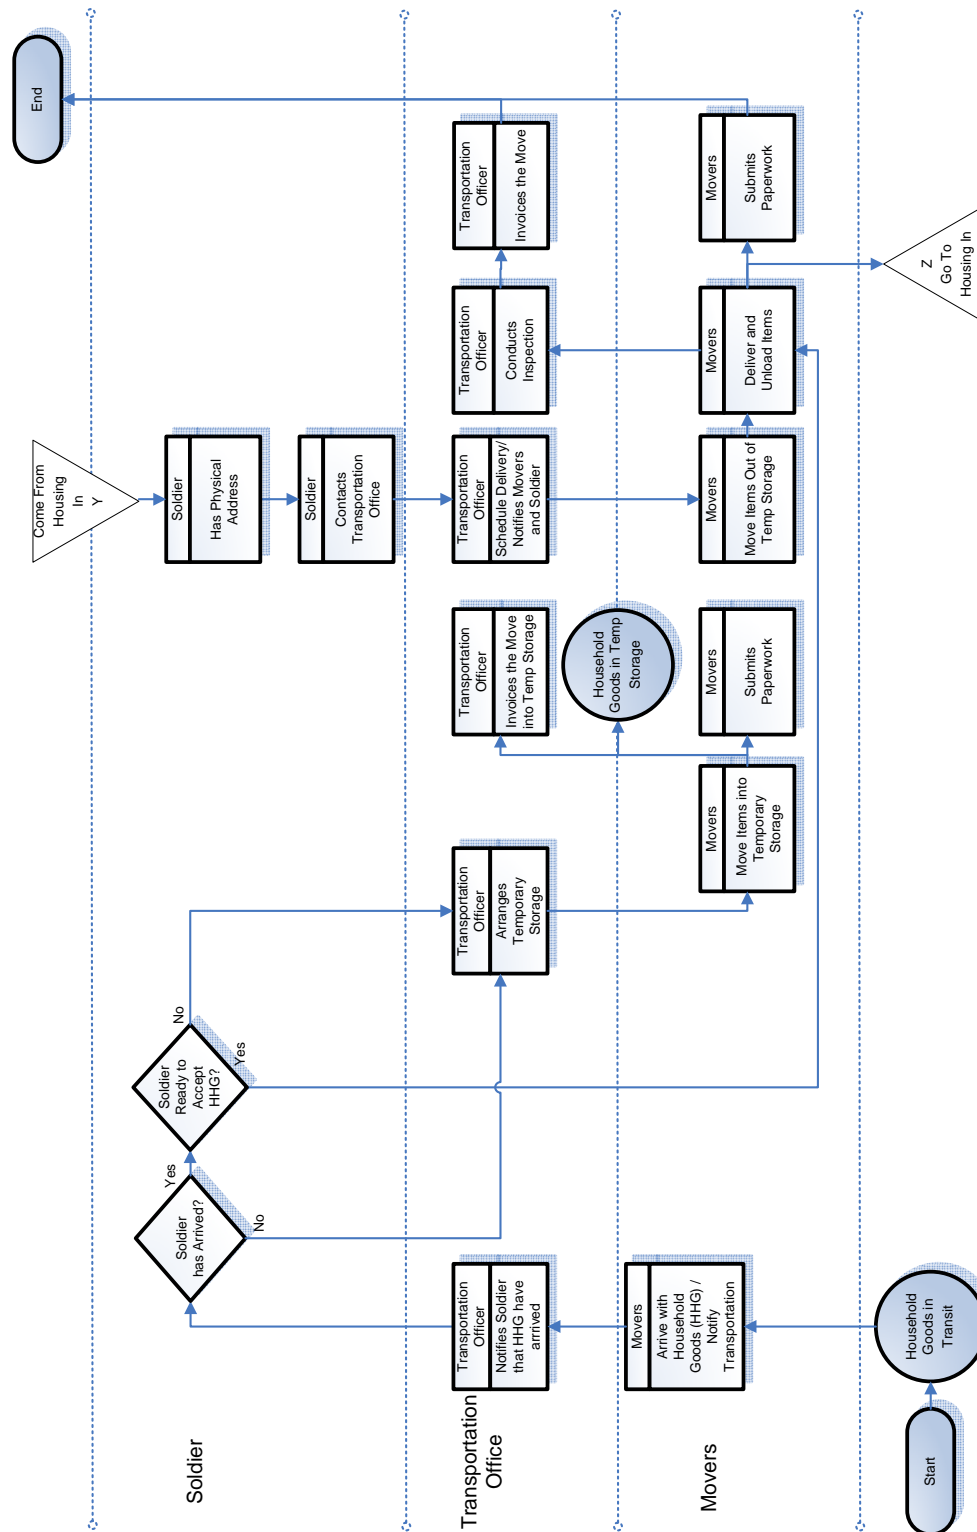 Soldier
Transportation
Office
Movers
Start
Household
Goods in
Transit
Movers
Arrive with
Household
Goods (HHG) /
Notify
Transportation
Transportation
Officer
Notifies Soldier
that HHG have
arrrived
Soldier
has Arrived?
Yes
No
Soldier
Ready to
Accept
HHG?
No
Yes
Transportation
Officer
Arranges
Temporary
Storage
Movers
Move Items into
Temporary
Storage
Transportation
Officer
Invoices the Move
into Temp Storage
Household
Goods in Temp
Storage
Movers
Submits
Paperwork
Come From
Housing
In
Y
Soldier
Has Physical
Address
Soldier
Contacts
Transportation
Office
Transportation
Officer
Schedule Delivery/
Notifies Movers
and Soldier
Movers
Move Items Out of
Temp Storage
Movers
Deliver and
Unload Items
Transportation
Officer
Conducts
Inspection
Transportation
Officer
Invoices the Move
Movers
Submits
Paperwork
Z
Go To
Housing In
End